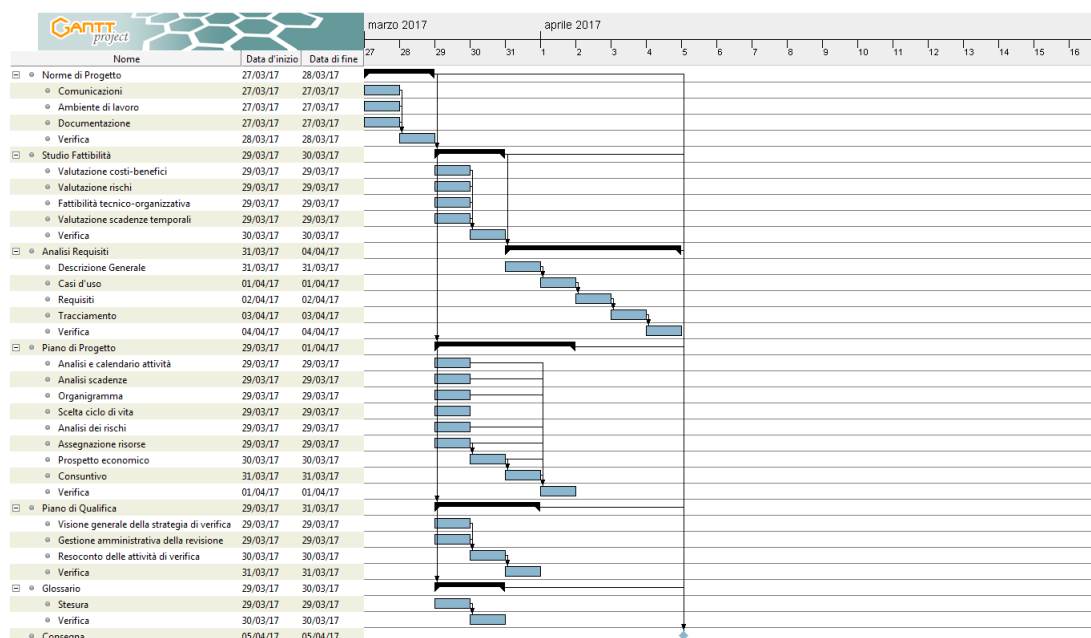 GANTT project
marzo 2017 aprile 2017
27 28 29 30 31 1 2 3 4 5 6 7 8 9 10 11 12 13 14 15 16
Nome Data d'inizio Data di fine
Norme di Progetto 27/03/17 28/03/17
Comunicazioni 27/03/17 27/03/17
Ambiente di lavoro 27/03/17 27/03/17
Documentazione 27/03/17 27/03/17
Verifica 28/03/17 28/03/17
Studio Fattibilità 29/03/17 30/03/17
Valutazione costi-benefici 29/03/17 29/03/17
Valutazione rischi 29/03/17 29/03/17
Fattibilità tecnico-organizzativa 29/03/17 29/03/17
Valutazione scadenze temporali 29/03/17 29/03/17
Verifica 30/03/17 30/03/17
Analisi Requisiti 31/03/17 04/04/17
Descrizione Generale 31/03/17 31/03/17
Casi d'uso 01/04/17 01/04/17
Requisiti 02/04/17 02/04/17
Tracciamento 03/04/17 03/04/17
Verifica 04/04/17 04/04/17
Piano di Progetto 29/03/17 01/04/17
Analisi e calendario attività 29/03/17 29/03/17
Analisi scadenze 29/03/17 29/03/17
Organigramma 29/03/17 29/03/17
Scelta ciclo di vita 29/03/17 29/03/17
Analisi dei rischi 29/03/17 29/03/17
Assegnazione risorse 29/03/17 29/03/17
Prospetto economico 30/03/17 30/03/17
Consuntivo 31/03/17 31/03/17
Verifica 01/04/17 01/04/17
Piano di Qualifica 29/03/17 31/03/17
Visione generale della strategia di verifica 29/03/17 29/03/17
Gestione amministrativa della revisione 29/03/17 29/03/17
Resoconto delle attività di verifica 30/03/17 30/03/17
Verifica 31/03/17 31/03/17
Glossario 29/03/17 30/03/17
Stesura 29/03/17 29/03/17
Verifica 30/03/17 30/03/17
Consegna 05/04/17 05/04/17